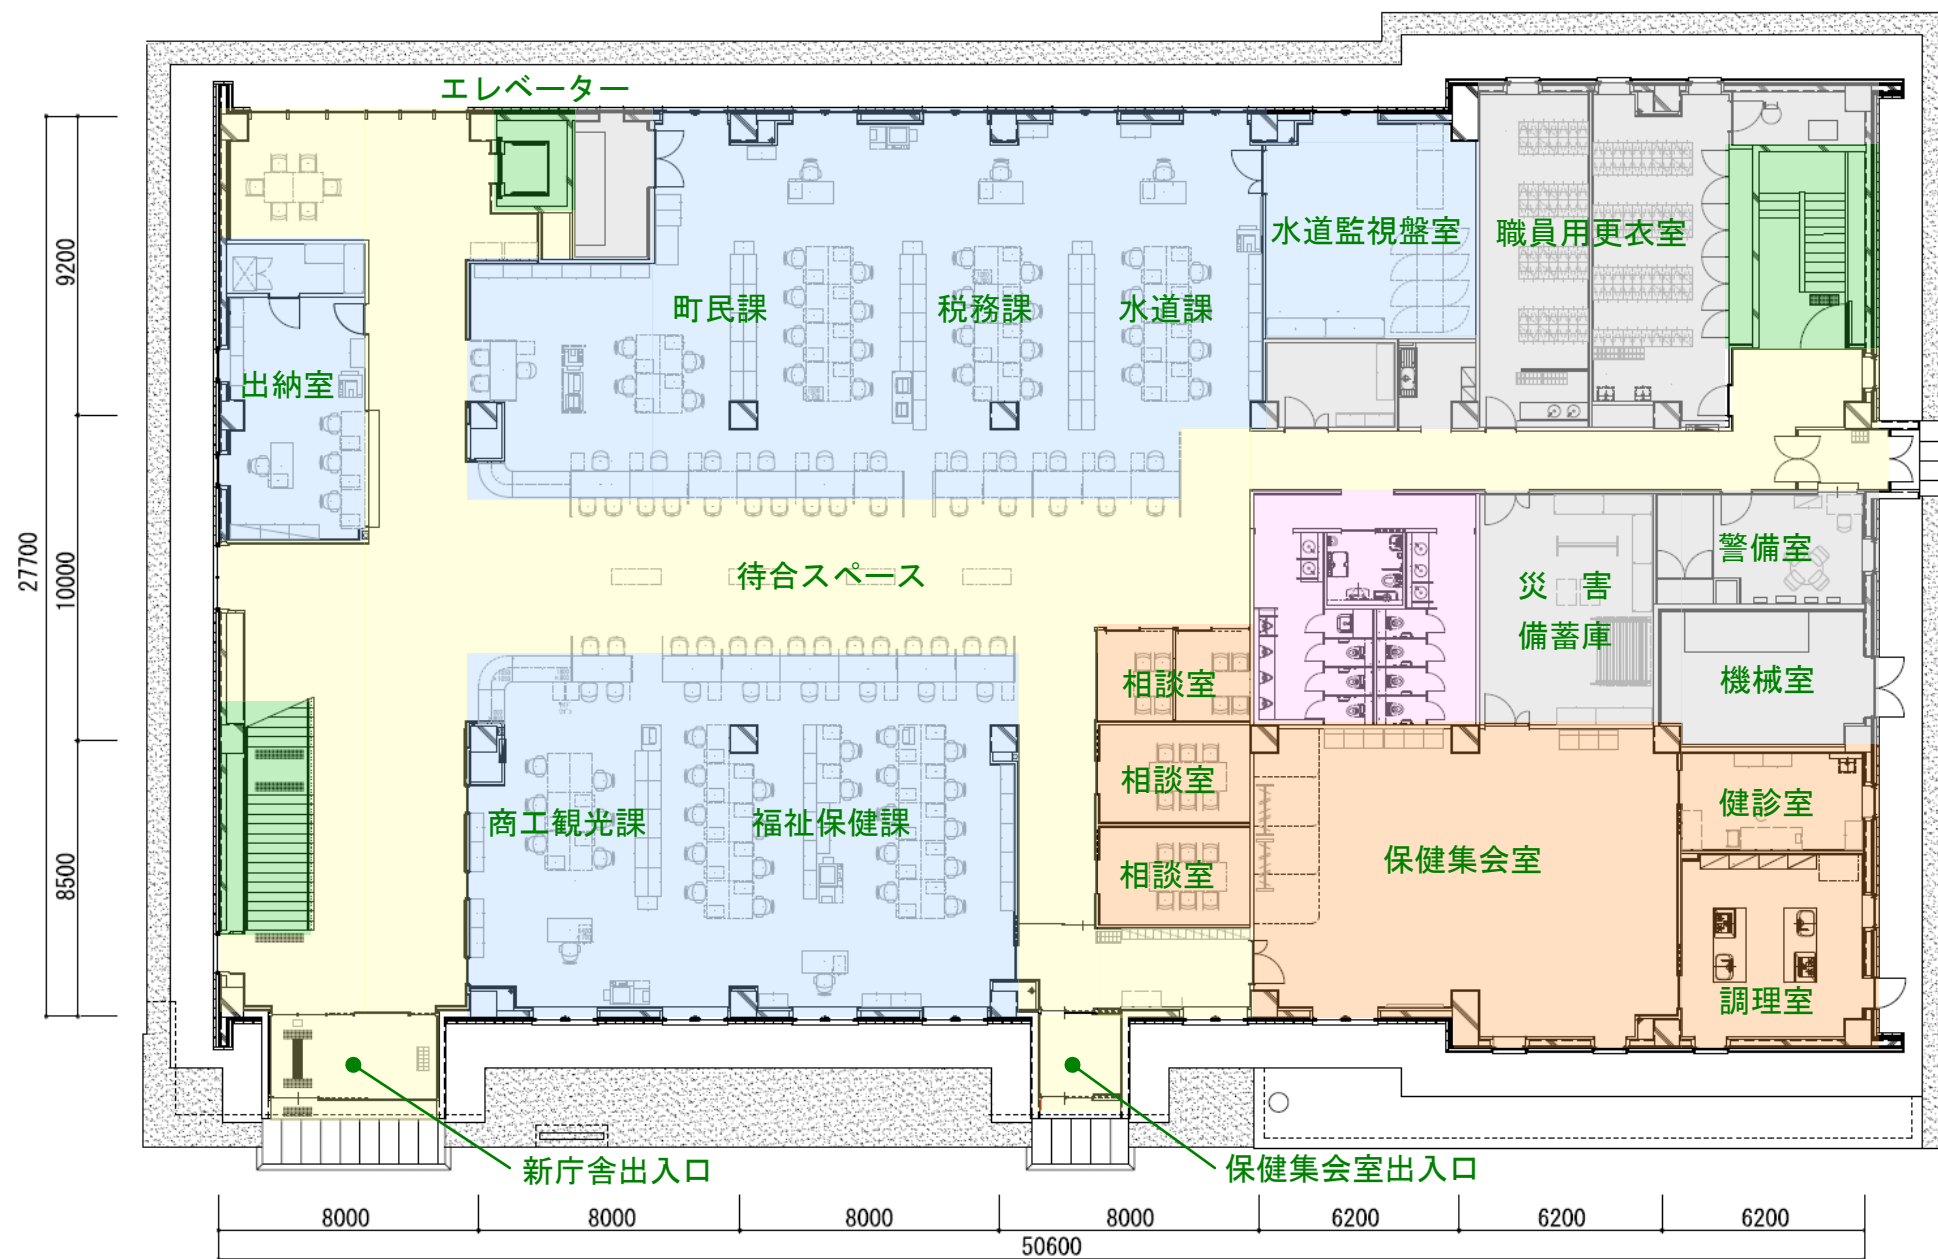 エレベーター
水道監視盤室
職員用更衣室
町民課
税務課
水道課
出納室
待合スペース
災　害
備蓄庫
警備室
機械室
相談室
相談室
相談室
商工観光課
福祉保健課
保健集会室
健診室
調理室
新庁舎出入口
保健集会室出入口
9200
10000
8500
27700
8000
8000
8000
8000
6200
6200
6200
50600